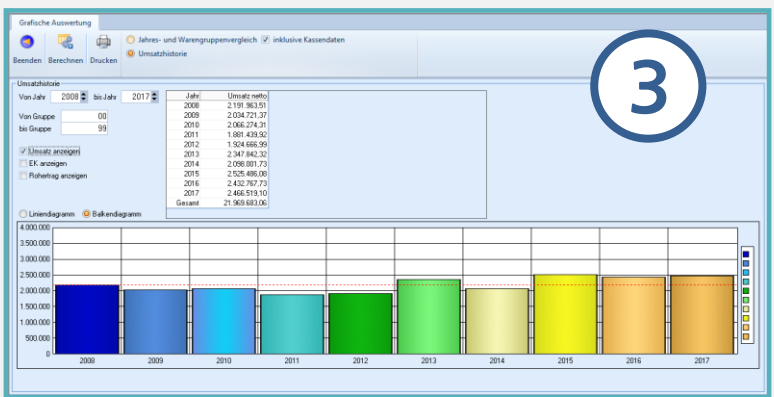 Grafische Auswertung
Beenden Berechnen Drucken
Jahres- und Warengruppenvergleich inklusive Kassendaten
Umsatzhistorie
3
Umsatzhistorie
Von Jahr 2008 bis Jahr 2017
Von Gruppe 00
bis Gruppe 99
Umsatz anzeigen
EK anzeigen
Rohertrag anzeigen
Jahr Umsatz netto
2008 2.191.963,51
2009 2.034.721,37
2010 2.066.274,31
2011 1.881.439,92
2012 1.924.666,99
2013 2.347.842,32
2014 2.098.001,73
2015 2.525.486,08
2016 2.432.767,73
2017 2.466.519,10
Gesamt 21.969.683,06
Liniendiagramm Balkendiagramm
4.000.000
3.500.000
3.000.000
2.500.000
2.000.000
1.500.000
1.000.000
500.000
0
2008 2009 2010 2011 2012 2013 2014 2015 2016 2017